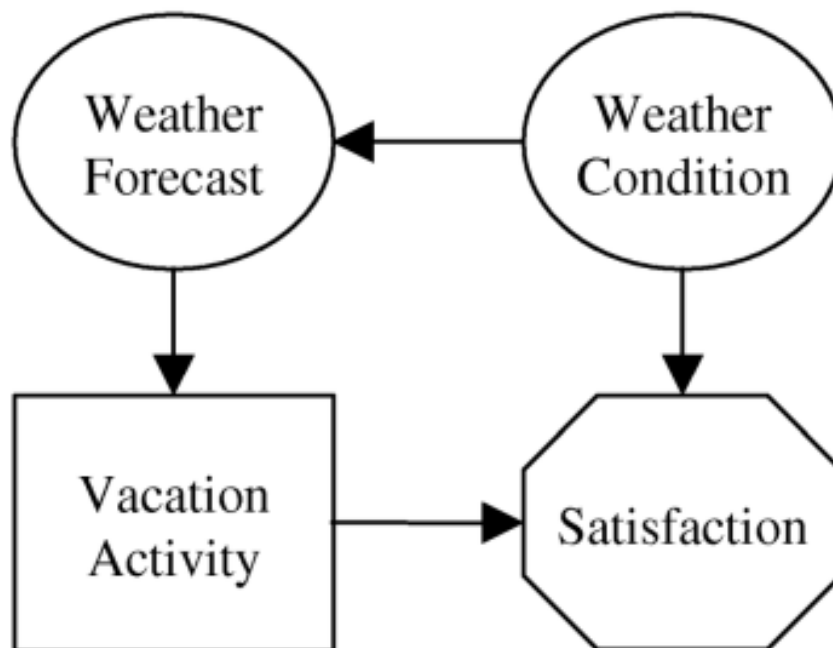 Weather
Forecast
Weather
Condition
Vacation
Activity
Satisfaction